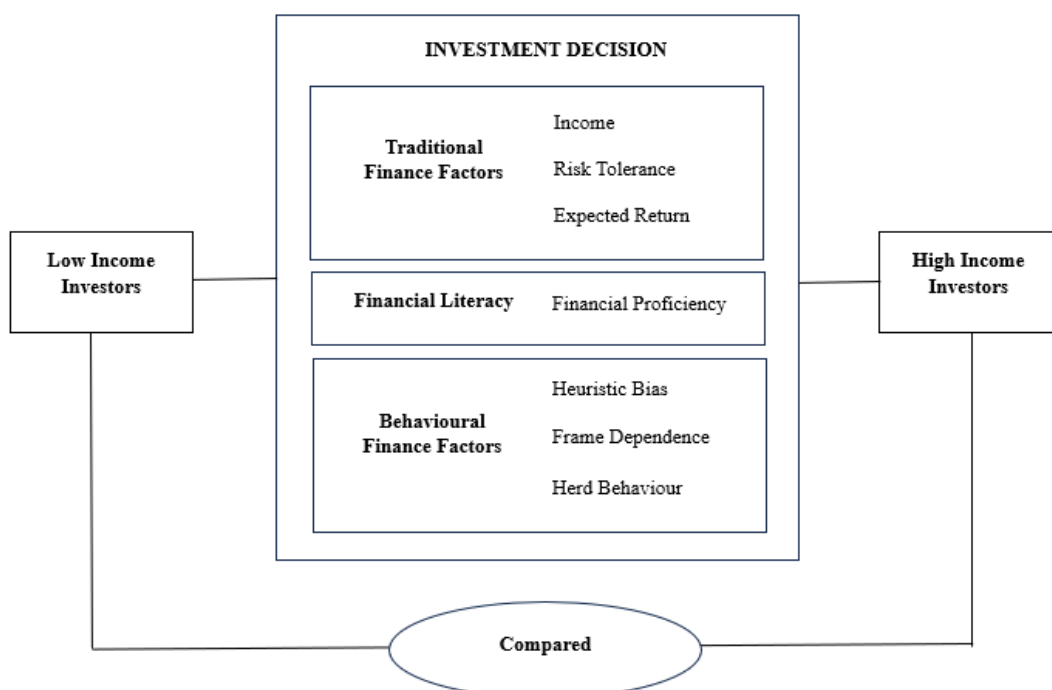 INVESTMENT DECISION
Traditional
Finance Factors
Income
Risk Tolerance
Expected Return
Low Income
Investors
High Income
Investors
Financial Literacy
Financial Proficiency
Behavioural
Finance Factors
Heuristic Bias
Frame Dependence
Herd Behaviour
Compared